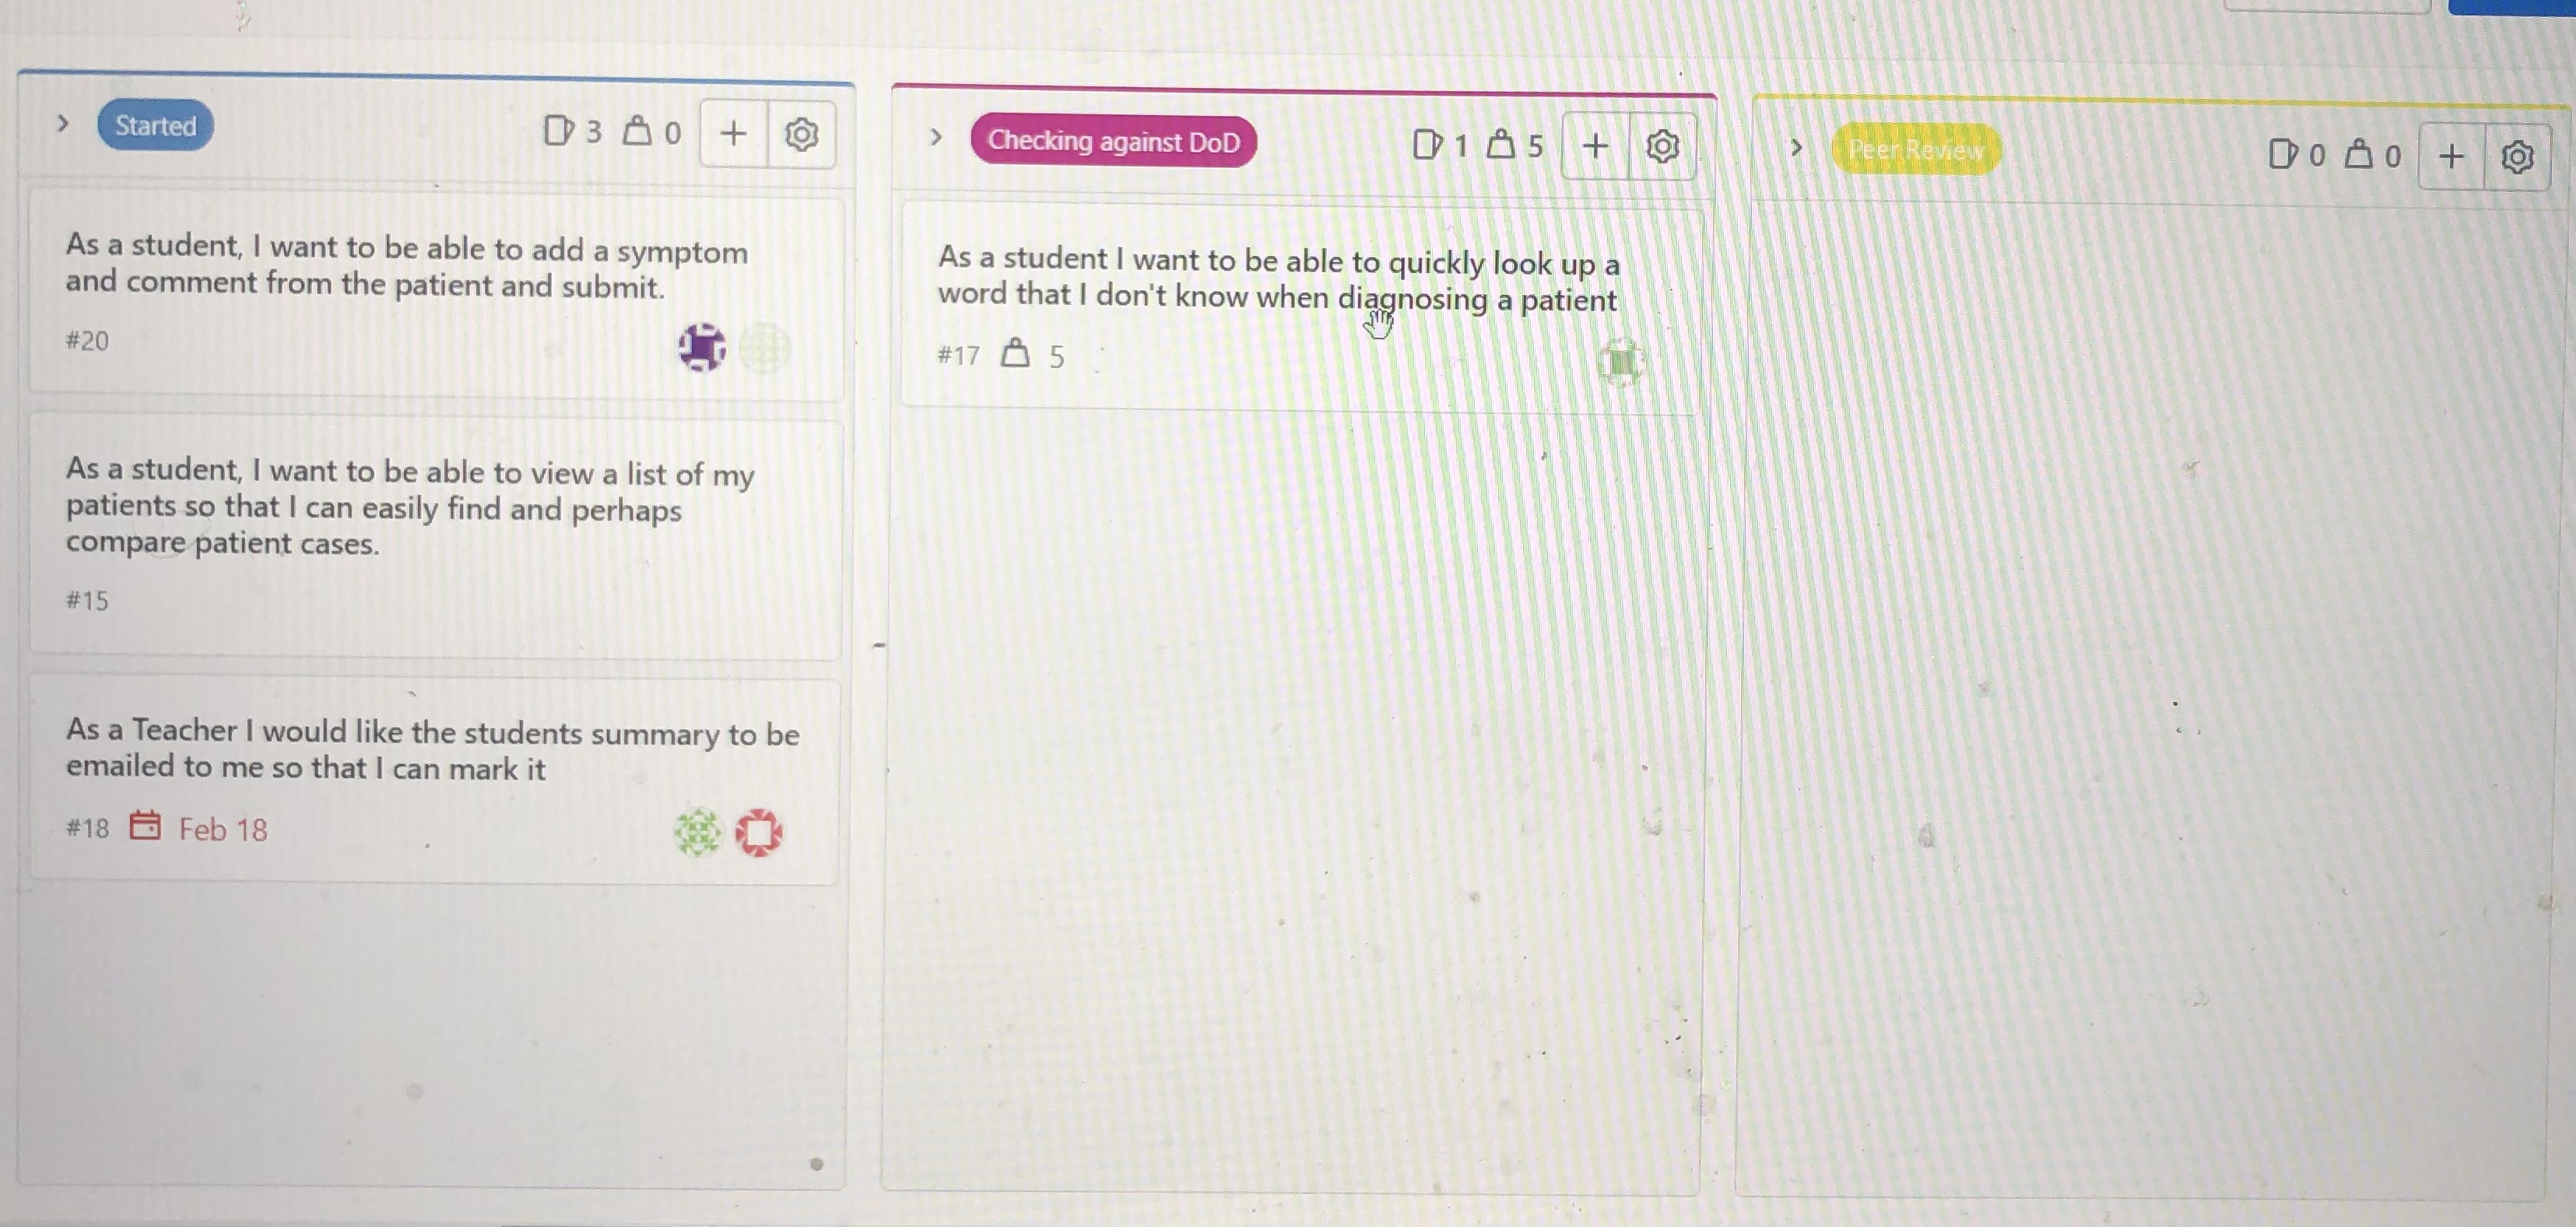 Started
3 0
As a student, I want to be able to add a symptom
and comment from the patient and submit.
#20
As a student, I want to be able to view a list of my
patients so that I can easily find and perhaps
compare patient cases.
#15
As a Teacher I would like the students summary to be
emailed to me so that I can mark it
#18 Feb 18
Checking against DoD
1 5
As a student I want to be able to quickly look up a
word that I don't know when diagnosing a patient
#17 5
Peer Review
0 0